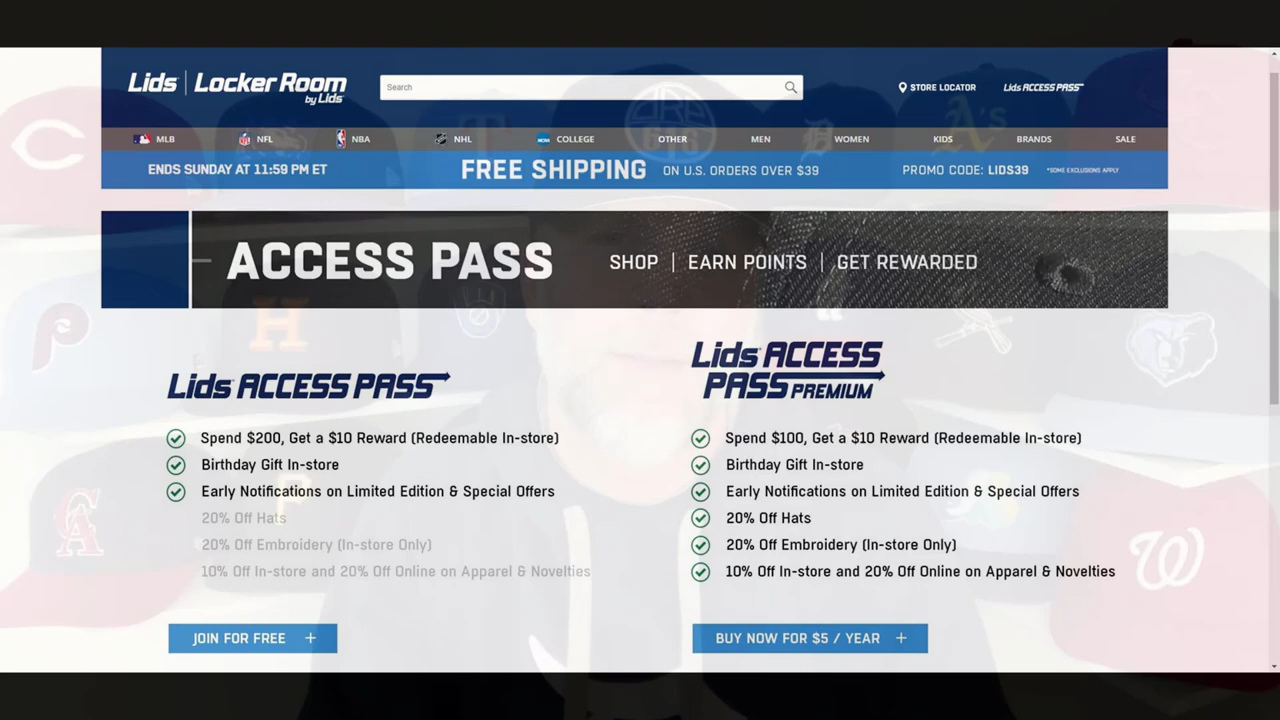 Lids | Locker Room
by Lids
Search
STORE LOCATOR
Lids ACCESS PASS
MLB NFL NBA NHL COLLEGE OTHER MEN WOMEN KIDS BRANDS SALE
ENDS SUNDAY AT 11:59 PM ET FREE SHIPPING ON U.S. ORDERS OVER $39 PROMO CODE: LIDS39 *SOME EXCLUSIONS APPLY
ACCESS PASS SHOP | EARN POINTS | GET REWARDED
Lids ACCESS PASS
Spend $200, Get a $10 Reward (Redeemable In-store)
Birthday Gift In-store
Early Notifications on Limited Edition & Special Offers
20% Off Hats
20% Off Embroidery (In-store Only)
10% Off In-store and 20% Off Online on Apparel & Novelties
JOIN FOR FREE +
Lids ACCESS
PASS PREMIUM
Spend $100, Get a $10 Reward (Redeemable In-store)
Birthday Gift In-store
Early Notifications on Limited Edition & Special Offers
20% Off Hats
20% Off Embroidery (In-store Only)
10% Off In-store and 20% Off Online on Apparel & Novelties
BUY NOW FOR $5 / YEAR +